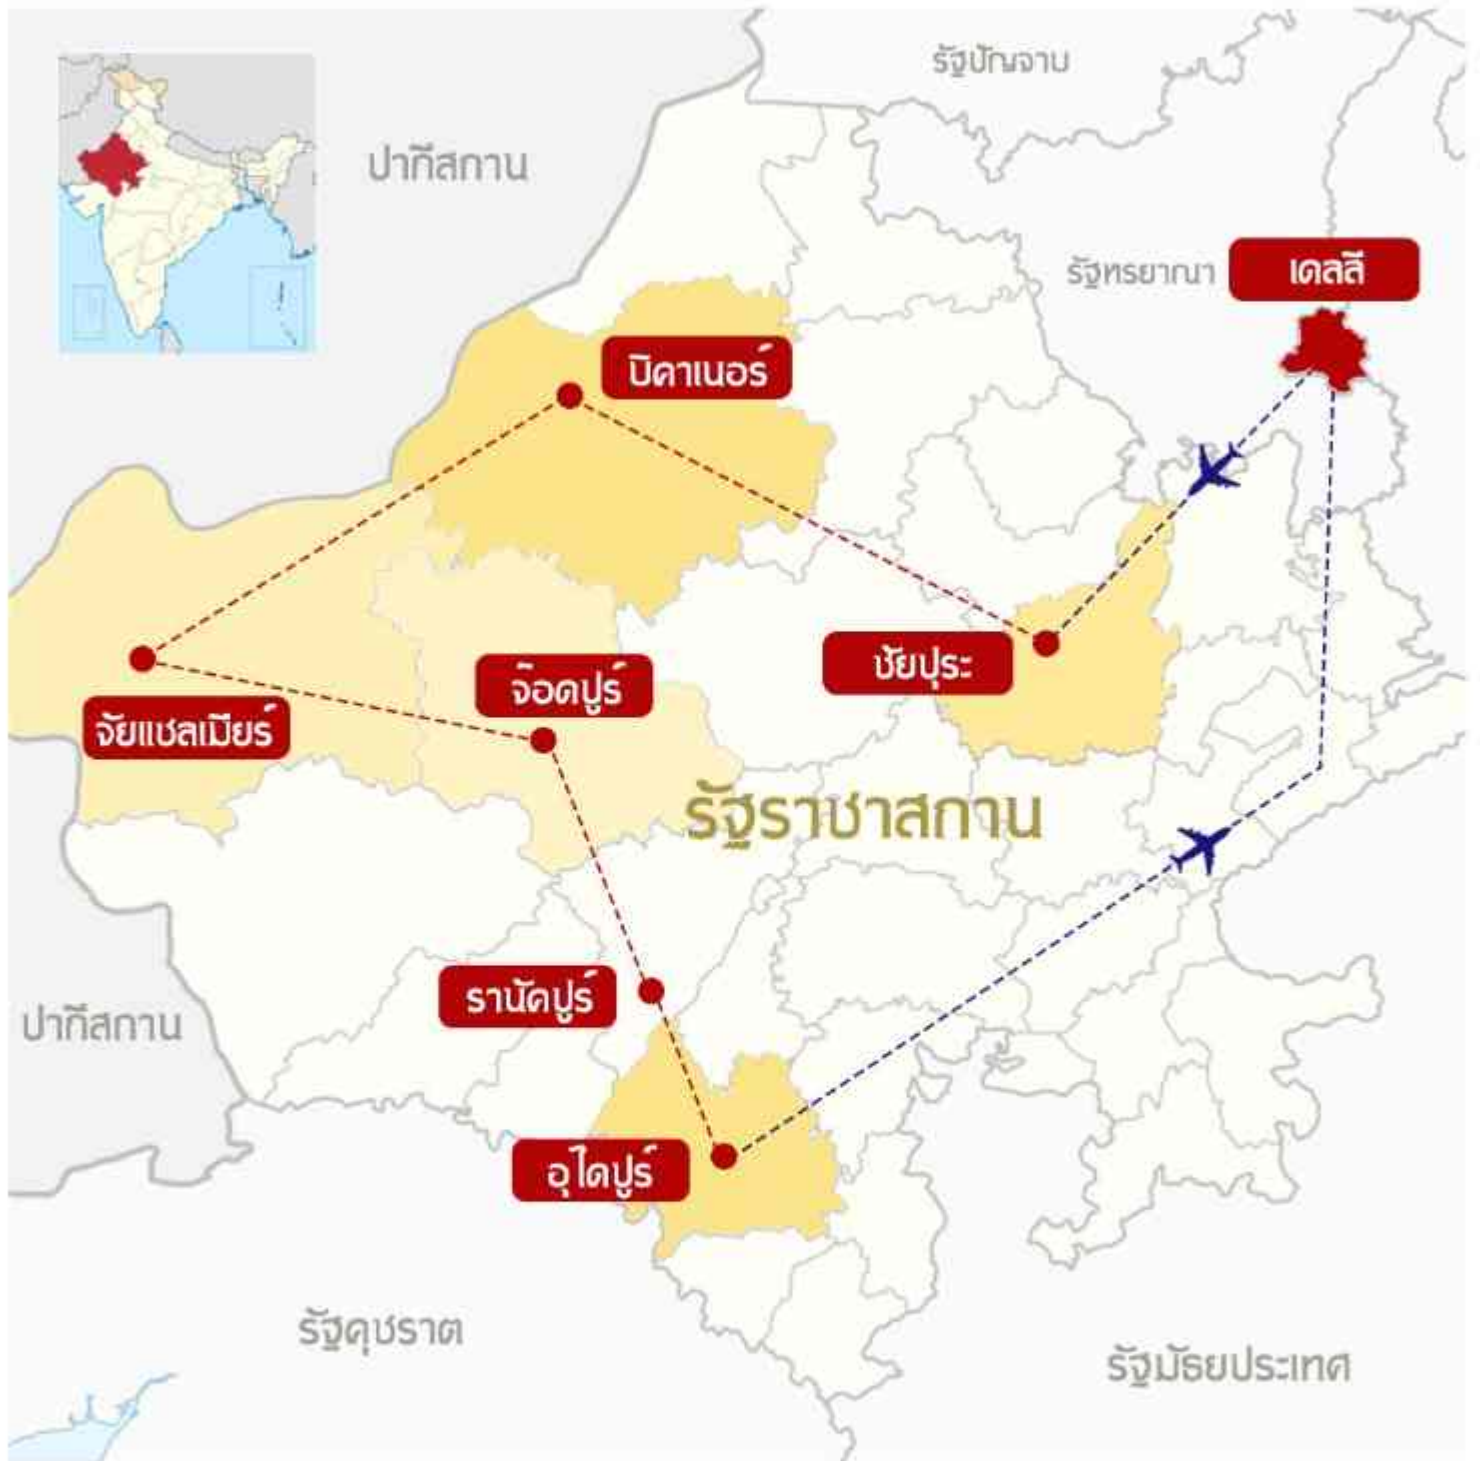 รัฐปัญจาบ
ปากีสถาน
รัฐหรยาณา
เดลลี
บิคาเนอร์
ชัยปุระ
จ๊อดปูร์
จัยแชลเมียร์
รัฐราชาสถาน
รานัคปูร์
ปากีสถาน
อุไดปูร์
รัฐคุชราต
รัฐมัธยประเทศ